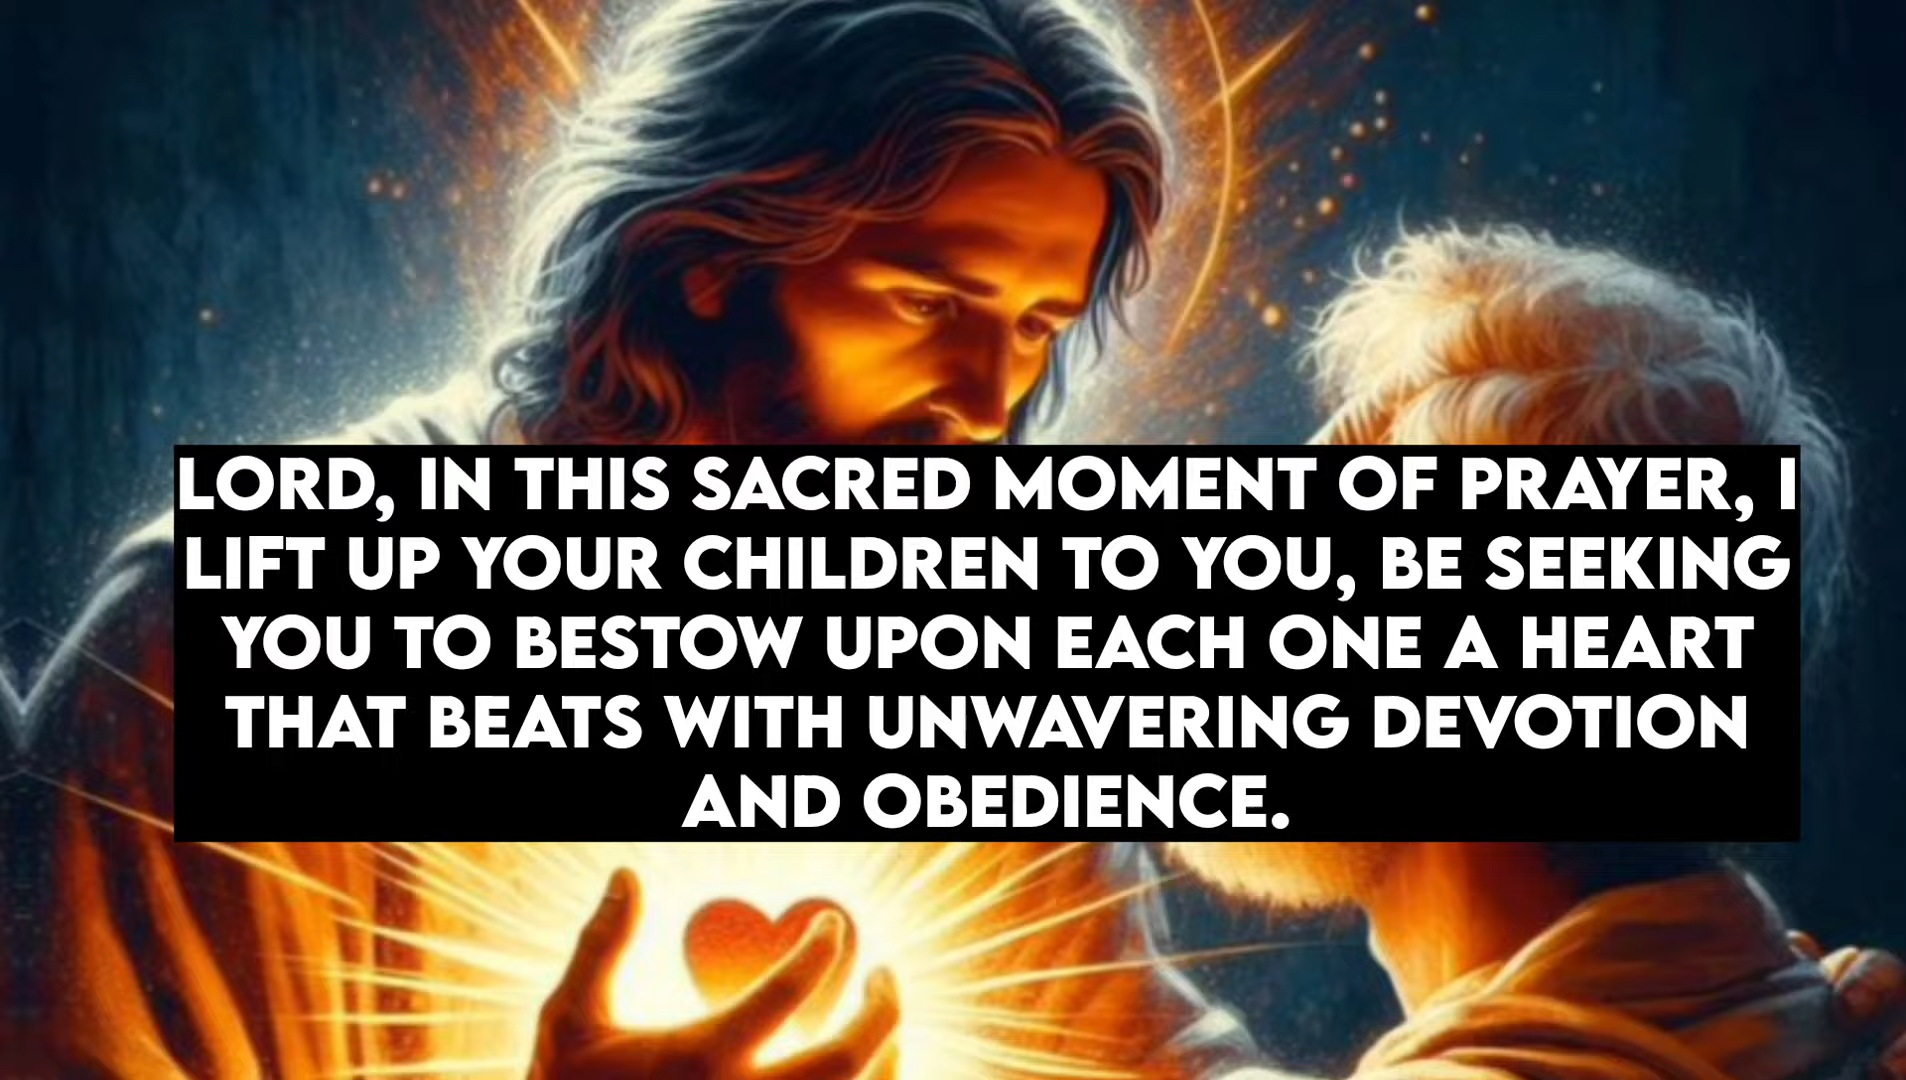 LORD, IN THIS SACRED MOMENT OF PRAYER, I
LIFT UP YOUR CHILDREN TO YOU, BE SEEKING
YOU TO BESTOW UPON EACH ONE A HEART
THAT BEATS WITH UNWAVERING DEVOTION
AND OBEDIENCE.